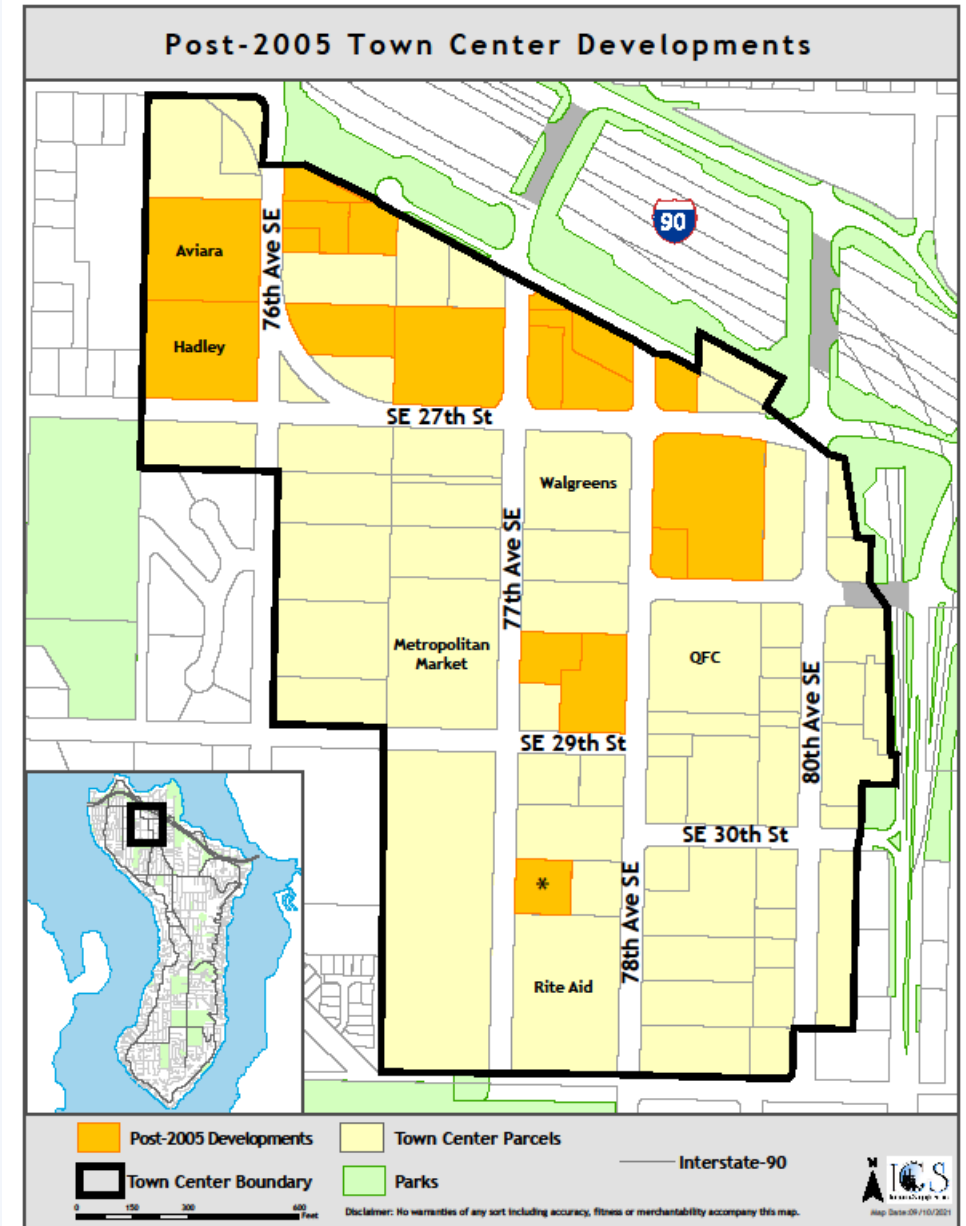 Post-2005 Town Center Developments
90
Aviara
76th Ave SE
Hadley
SE 27th St
Walgreens
77th Ave SE
Metropolitan
Market
QFC
80th Ave SE
SE 29th St
SE 30th St
*
78th Ave SE
Rite Aid
Post-2005 Developments
Town Center Parcels
Interstate-90
Town Center Boundary
Parks
N
0 150 300 600
Feet
Disclaimer: No warranties of any sort including accuracy, fitness or merchantability accompany this map.
Map Date:09/10/2021